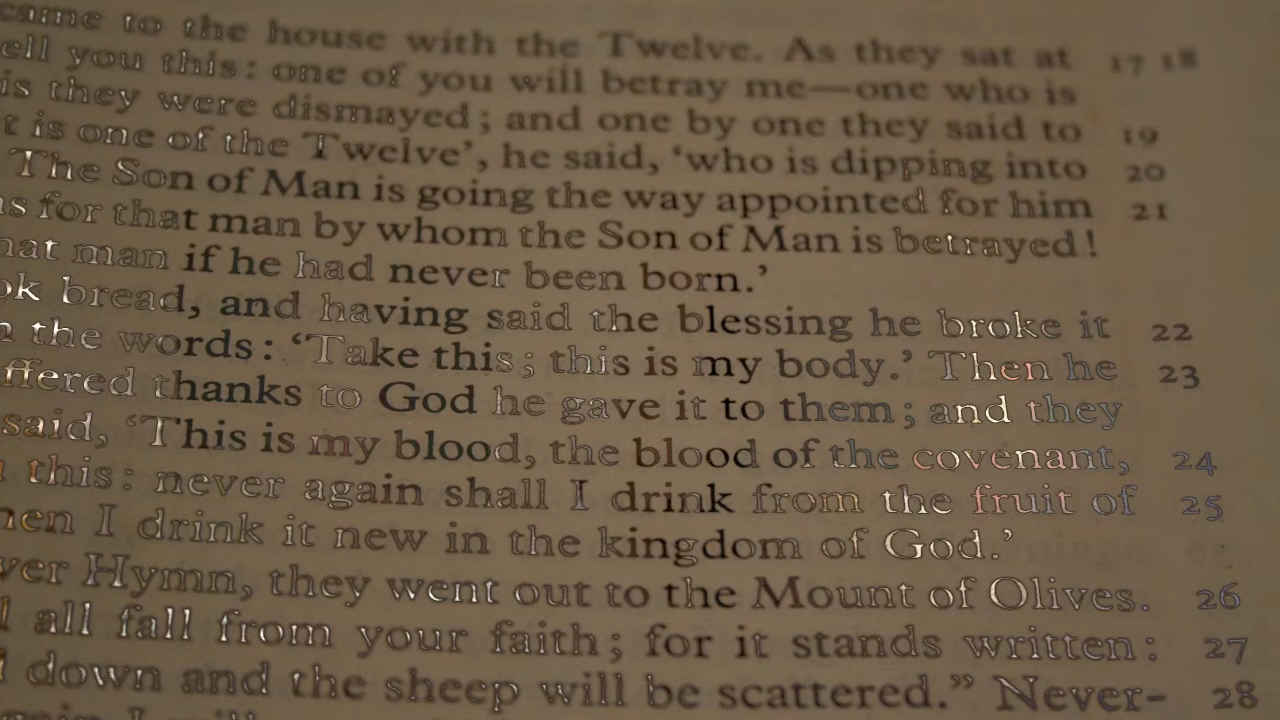 came to the house with the Twelve. As they sat at 17 18
ell you this: one of you will betray me—one who is
is they were dismayed; and one by one they said to 19
t is one of the Twelve’, he said, ‘who is dipping into 20
The Son of Man is going the way appointed for him 21
as for that man by whom the Son of Man is betrayed!
hat man if he had never been born.’
ok bread, and having said the blessing he broke it 22
n the words: ‘Take this; this is my body.’ Then he 23
ffered thanks to God he gave it to them; and they
said, ‘This is my blood, the blood of the covenant, 24
this: never again shall I drink from the fruit of 25
hen I drink it new in the kingdom of God.’
ver Hymn, they went out to the Mount of Olives. 26
l all fall from your faith; for it stands written: 27
down and the sheep will be scattered.” Never- 28